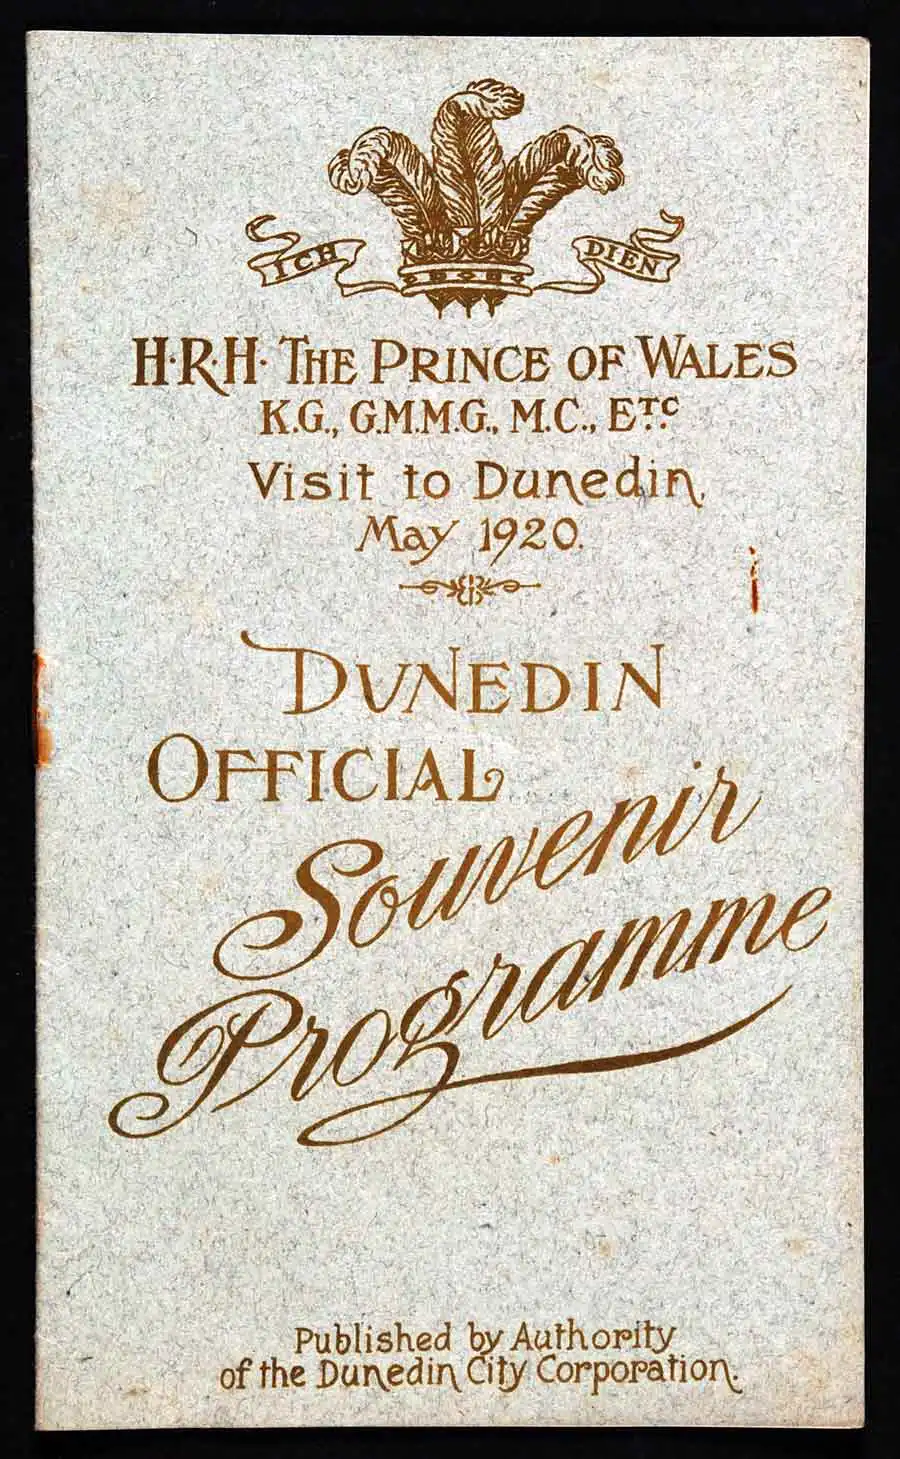 ICH DIEN
H·R·H· THE PRINCE OF WALES
K.G., G.M.M.G., M.C., ETC.
Visit to Dunedin,
May 1920.
DUNEDIN
OFFICIAL
Souvenir
Programme
Published by Authority
of the Dunedin City Corporation.